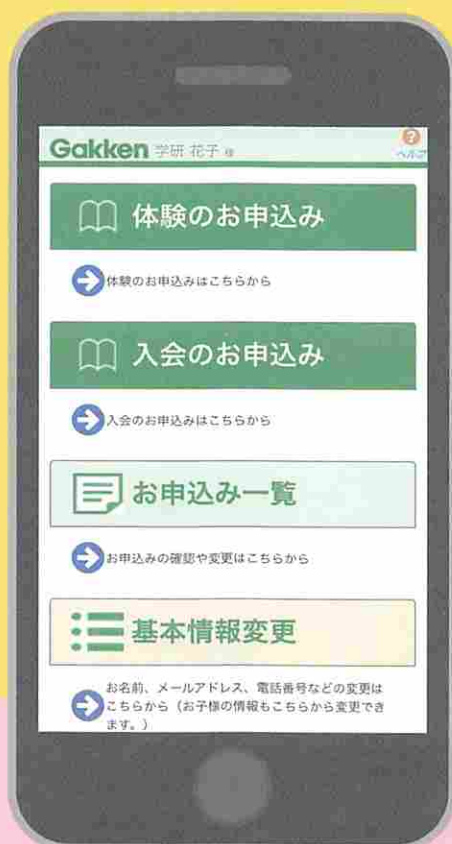 Gakken 学研 花子 様
?
ヘルプ
体験のお申込み
体験のお申込みはこちらから
入会のお申込み
入会のお申込みはこちらから
お申込み一覧
お申込みの確認や変更はこちらから
基本情報変更
お名前、メールアドレス、電話番号などの変更は
こちらから（お子様の情報もこちらから変更でき
ます。）